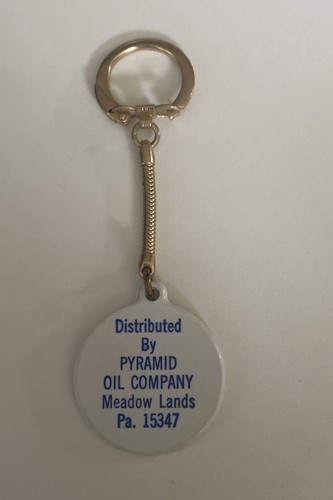 Distributed
By
PYRAMID
OIL COMPANY
Meadow Lands
Pa. 15347